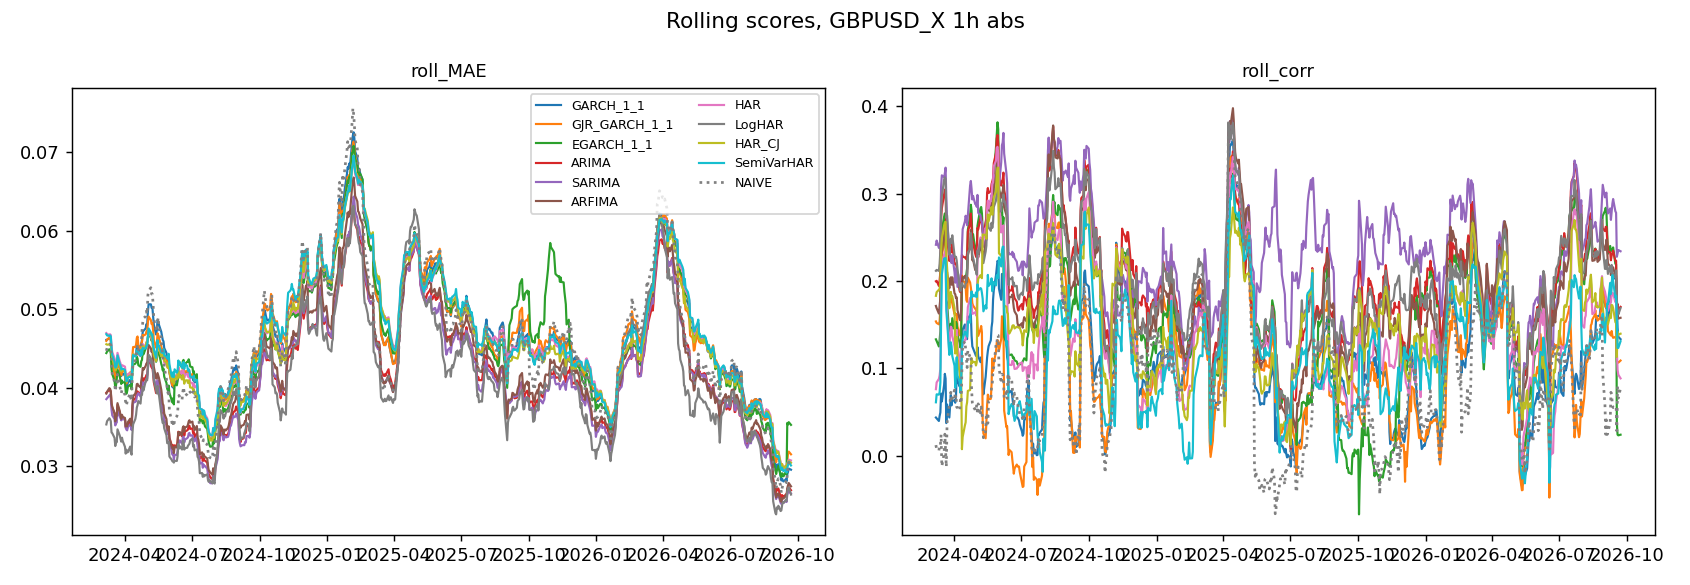 Rolling scores, GBPUSD_X 1h abs
roll_MAE
roll_corr
GARCH_1_1
GJR_GARCH_1_1
EGARCH_1_1
ARIMA
SARIMA
ARFIMA
HAR
LogHAR
HAR_CJ
SemiVarHAR
NAIVE
0.07
0.06
0.05
0.04
0.03
2024-04 2024-07 2024-10 2025-01 2025-04 2025-07 2025-10 2026-01 2026-04 2026-07 2026-10
0.4
0.3
0.2
0.1
0.0
2024-04 2024-07 2024-10 2025-01 2025-04 2025-07 2025-10 2026-01 2026-04 2026-07 2026-10